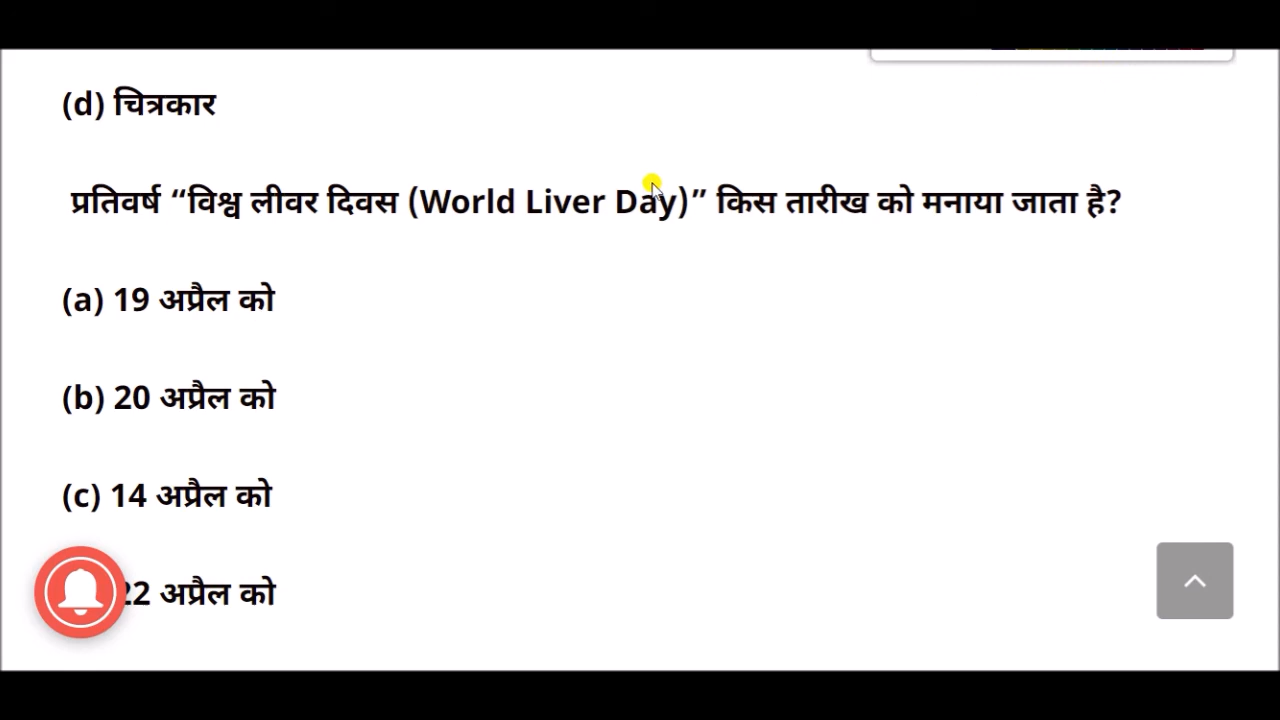 (d) चित्रकार
प्रतिवर्ष “विश्व लीवर दिवस (World Liver Day)” किस तारीख को मनाया जाता है?
(a) 19 अप्रैल को
(b) 20 अप्रैल को
(c) 14 अप्रैल को
22 अप्रैल को